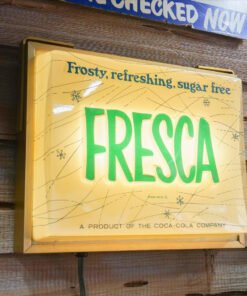 CHECKED NOW
Frosty, refreshing, sugar free
FRESCA
A PRODUCT OF THE COCA-COLA COMPANY